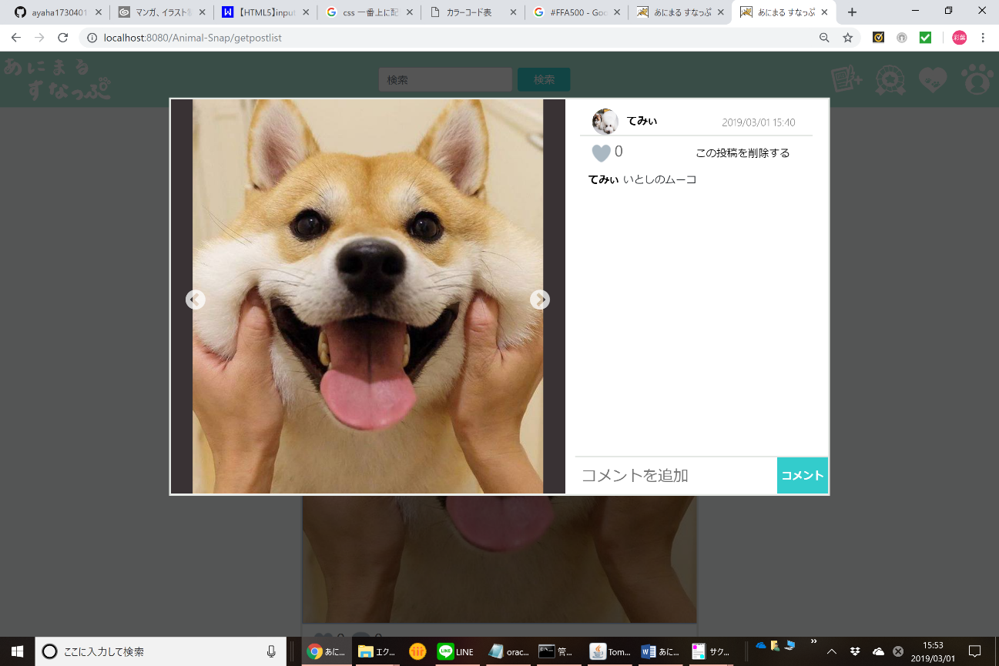 ayaha1730401
マンガ、イラスト制
【HTML5】input
css 一番上に配
カラーコード表
#FFA500 - Goo
あにまる すなっぷ
あにまる すなっぷ
localhost:8080/Animal-Snap/getpostlist
彩葉
あにまる
すなっぷ
検索
検索
てみぃ
2019/03/01 15:40
0
この投稿を削除する
てみぃ いとしのムーコ
コメントを追加
コメント
ここに入力して検索
あに...
エク...
LINE
orac...
管...
Tom...
あに...
サク...
15:53
2019/03/01